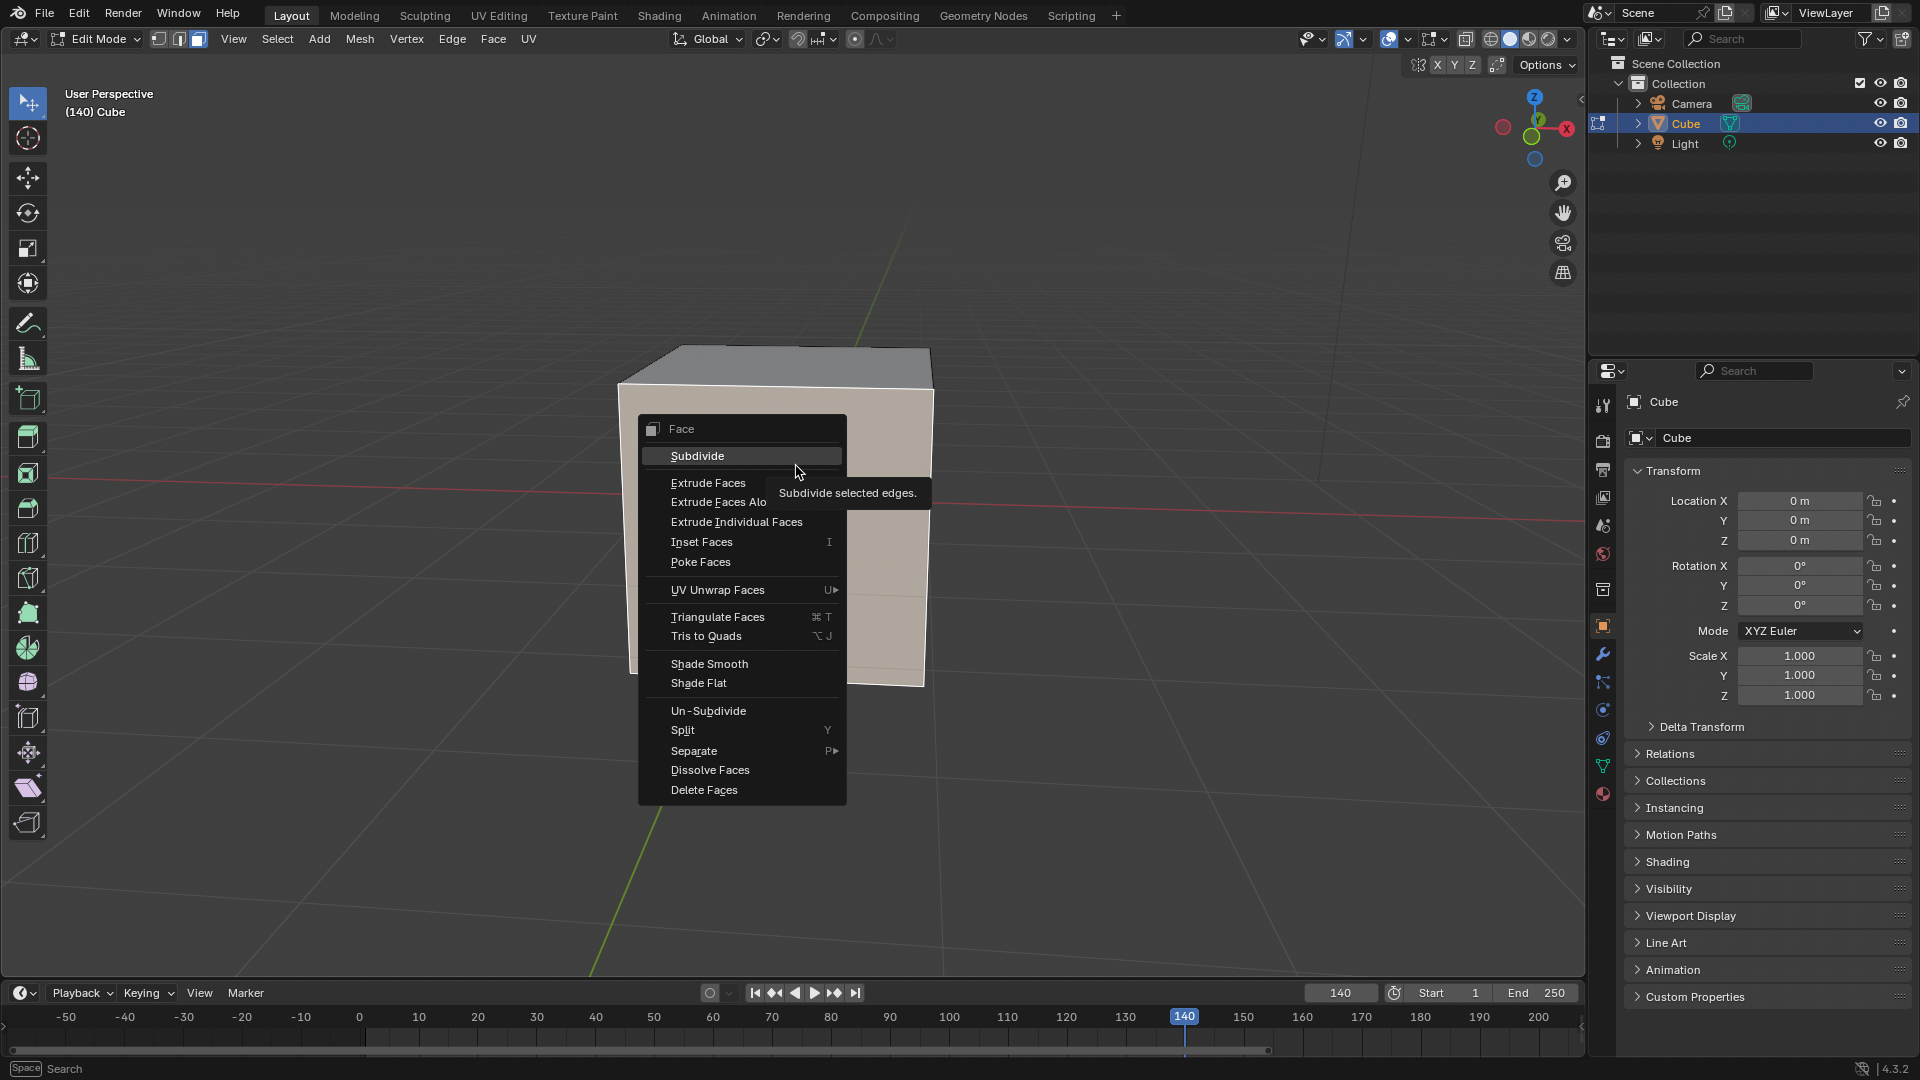 File Edit Render Window Help
Layout Modeling Sculpting UV Editing Texture Paint Shading Animation Rendering Compositing Geometry Nodes Scripting +
Scene
ViewLayer
Edit Mode
View Select Add Mesh Vertex Edge Face UV
Global
Search
X Y Z
Options
User Perspective
(140) Cube
Z
Y
X
Scene Collection
Collection
Camera
Cube
Light
Face
Subdivide
Extrude Faces
Extrude Faces Alo
Subdivide selected edges.
Extrude Individual Faces
Inset Faces I
Poke Faces
UV Unwrap Faces U
Triangulate Faces ⌘ T
Tris to Quads ⌥ J
Shade Smooth
Shade Flat
Un-Subdivide
Split Y
Separate P
Dissolve Faces
Delete Faces
Search
Cube
Cube
Transform
Location X 0 m
Y 0 m
Z 0 m
Rotation X 0°
Y 0°
Z 0°
Mode XYZ Euler
Scale X 1.000
Y 1.000
Z 1.000
Delta Transform
Relations
Collections
Instancing
Motion Paths
Shading
Visibility
Viewport Display
Line Art
Animation
Custom Properties
Playback Keying View Marker
140
Start 1
End 250
-50 -40 -30 -20 -10 0 10 20 30 40 50 60 70 80 90 100 110 120 130 140 150 160 170 180 190 200
Space Search
4.3.2